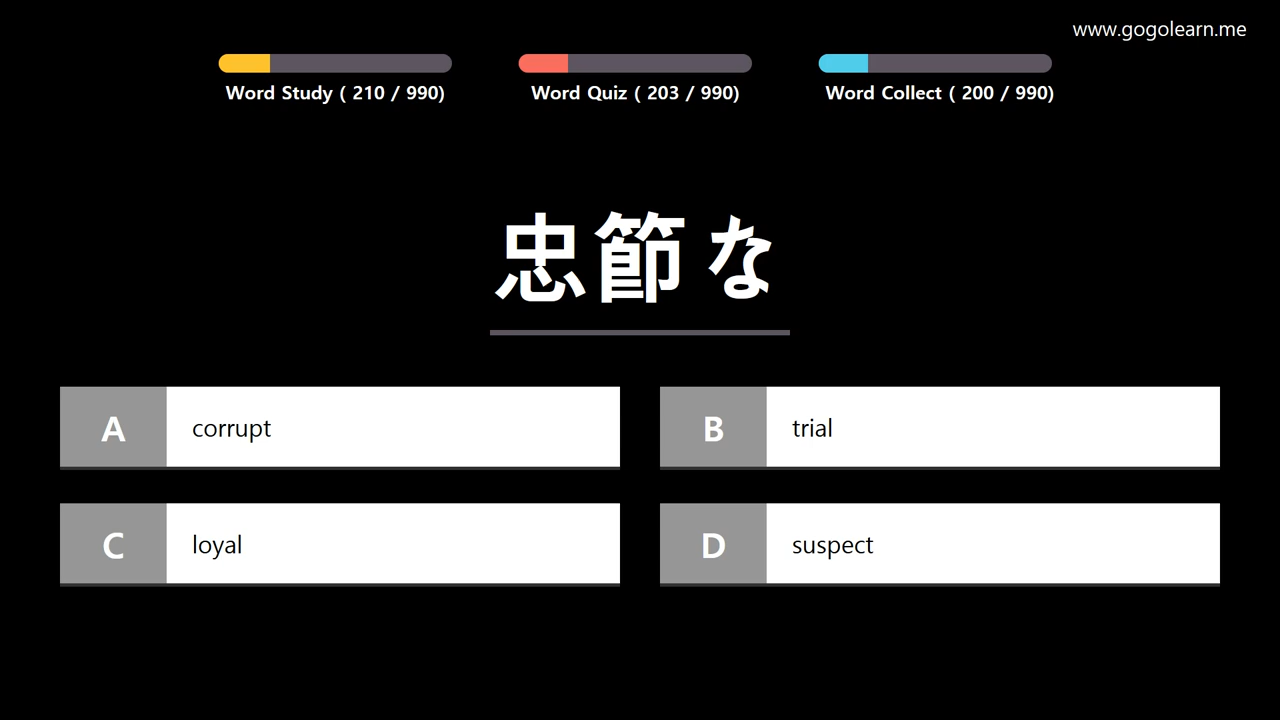 www.gogolearn.me
Word Study ( 210 / 990)
Word Quiz ( 203 / 990)
Word Collect ( 200 / 990)
忠節な
A corrupt
B trial
C loyal
D suspect